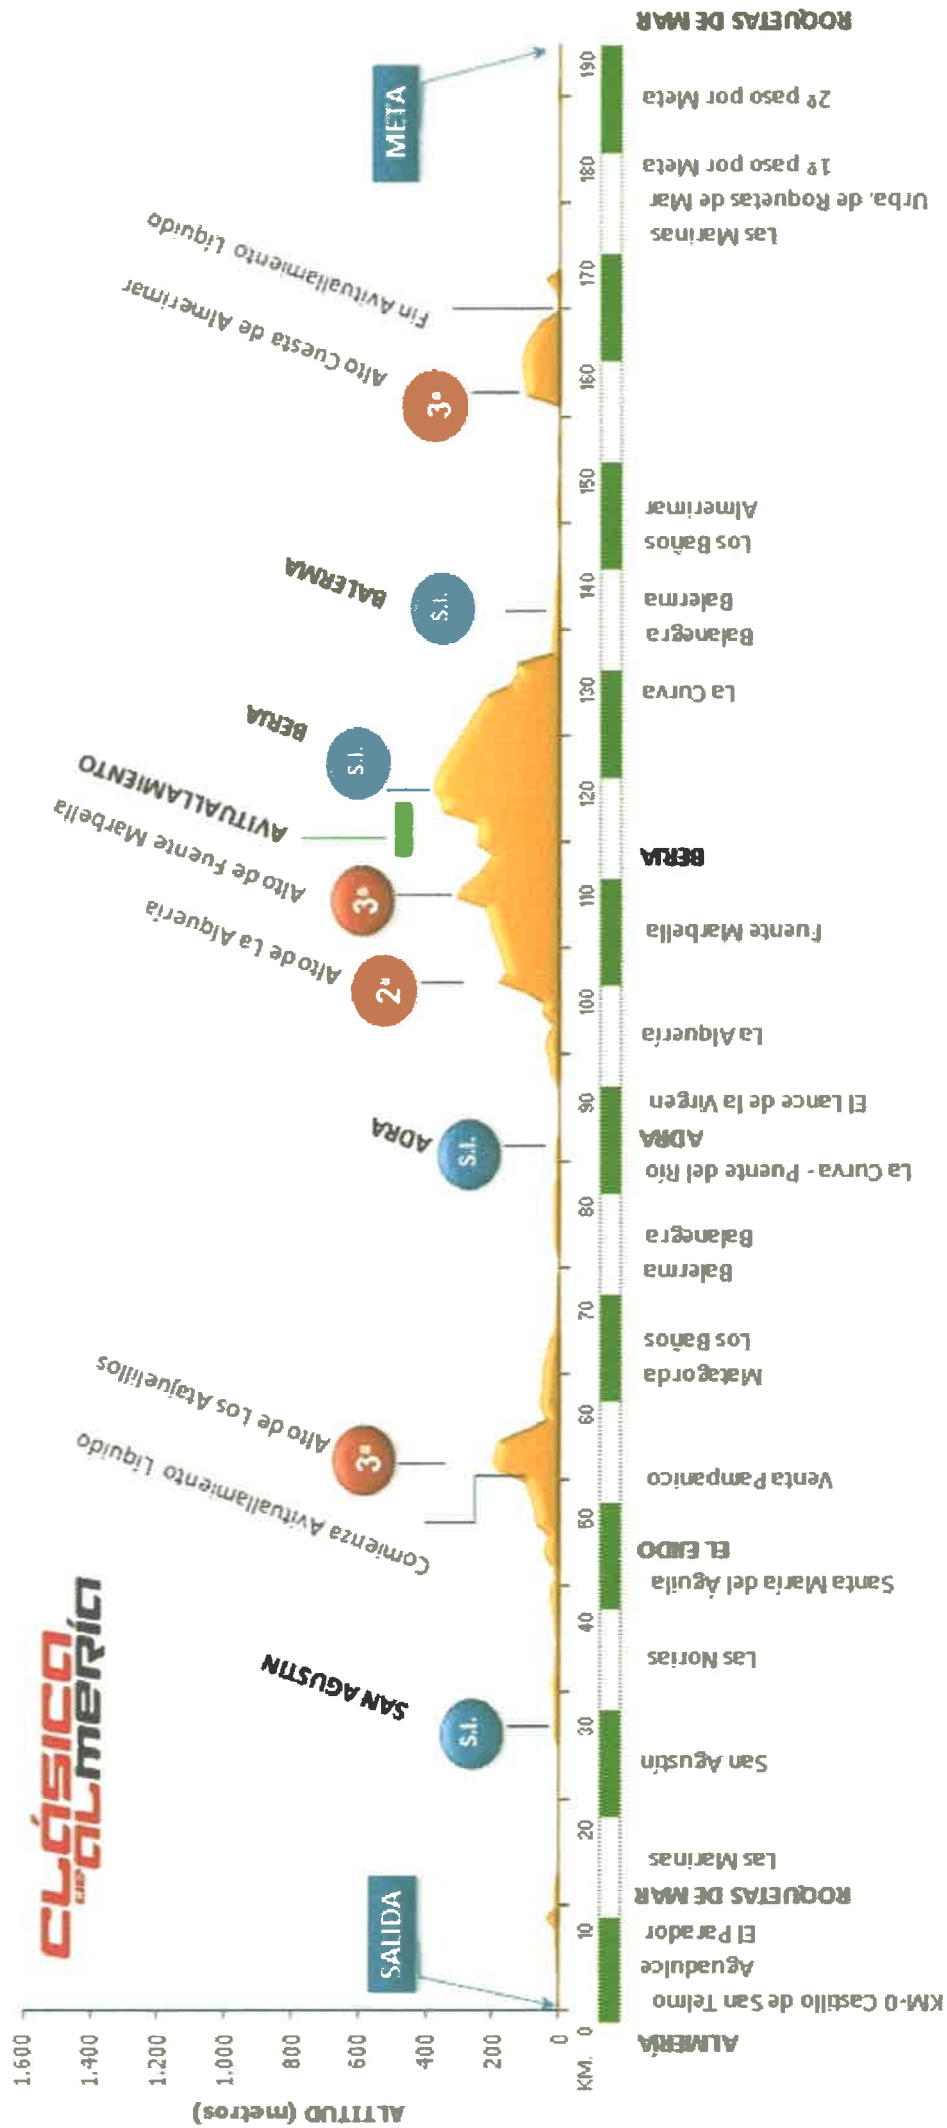 CLÁSICA
DE ALMERÍA
ALTITUD (metros)
1.600
1.400
1.200
1.000
800
600
400
200
0
SALIDA
SAN AGUSTIN
S.I.
Comienza Avituallamiento Líquido
Alto de Los Atajuelillos
3ª
ADRA
S.I.
Alto de La Alquería
2ª
Alto de Fuente Marbella
3ª
AVITUALLAMIENTO
BERJA
S.I.
BALERMA
S.I.
Alto Cuesta de Almerimar
3ª
Fin Avituallamiento Líquido
META
KM. 0 10 20 30 40 50 60 70 80 90 100 110 120 130 140 150 160 170 180 190
ALMERÍA
KM-0 Castillo de San Telmo
Aguadulce
El Parador
ROQUETAS DE MAR
Las Marinas
San Agustín
Las Norias
Santa María del Águila
EL EJIDO
Venta Pampanico
Matagorda
Los Baños
Balerma
Balanegra
La Curva - Puente del Río
ADRA
El Lance de la Virgen
La Alquería
Fuente Marbella
BERJA
La Curva
Balanegra
Balerma
Los Baños
Almerimar
Las Marinas
Urba. de Roquetas de Mar
1º paso por Meta
2º paso por Meta
ROQUETAS DE MAR